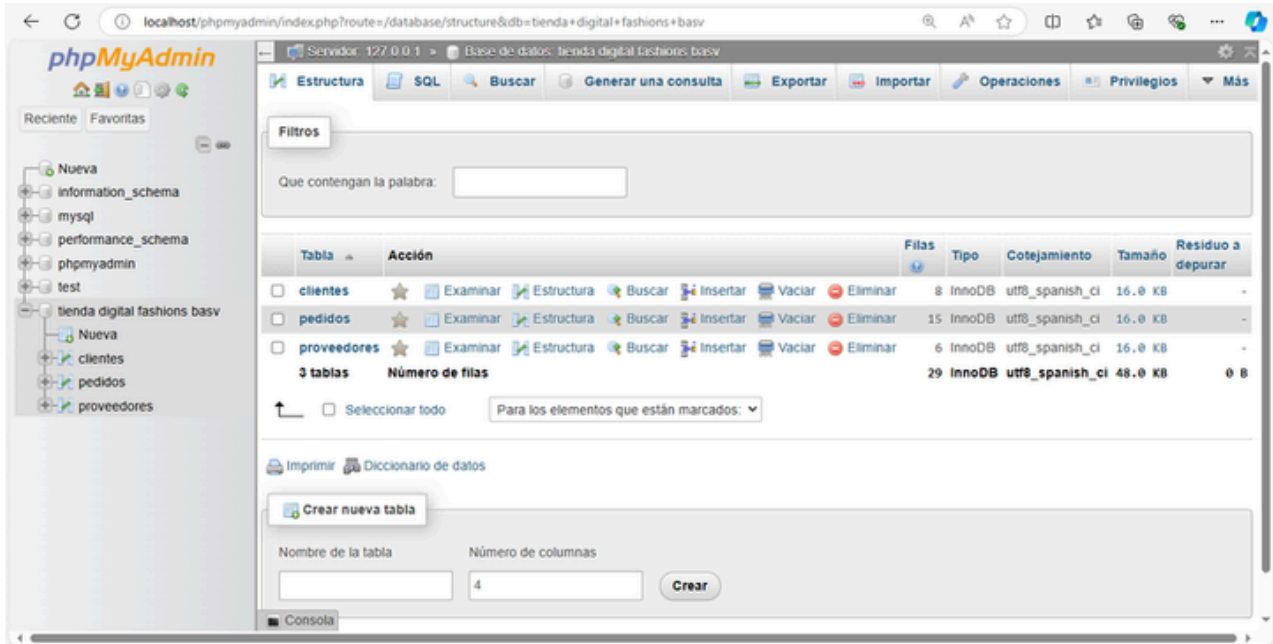 localhost/phpmyadmin/index.php?route=/database/structure&db=tienda+digital+fashions+basv
phpMyAdmin
Reciente Favoritas
Nueva
information_schema
mysql
performance_schema
phpmyadmin
test
tienda digital fashions basv
Nueva
clientes
pedidos
proveedores
Servidor: 127.0.0.1 » Base de datos: tienda digital fashions basv
Estructura SQL Buscar Generar una consulta Exportar Importar Operaciones Privilegios Más
Filtros
Que contengan la palabra:
Tabla Acción Filas Tipo Cotejamiento Tamaño Residuo a depurar
clientes Examinar Estructura Buscar Insertar Vaciar Eliminar 8 InnoDB utf8_spanish_ci 16.0 KB -
pedidos Examinar Estructura Buscar Insertar Vaciar Eliminar 15 InnoDB utf8_spanish_ci 16.0 KB -
proveedores Examinar Estructura Buscar Insertar Vaciar Eliminar 6 InnoDB utf8_spanish_ci 16.0 KB -
3 tablas Número de filas 29 InnoDB utf8_spanish_ci 48.0 KB 0 B
Seleccionar todo Para los elementos que están marcados:
Imprimir Diccionario de datos
Crear nueva tabla
Nombre de la tabla Número de columnas
4 Crear
Consola